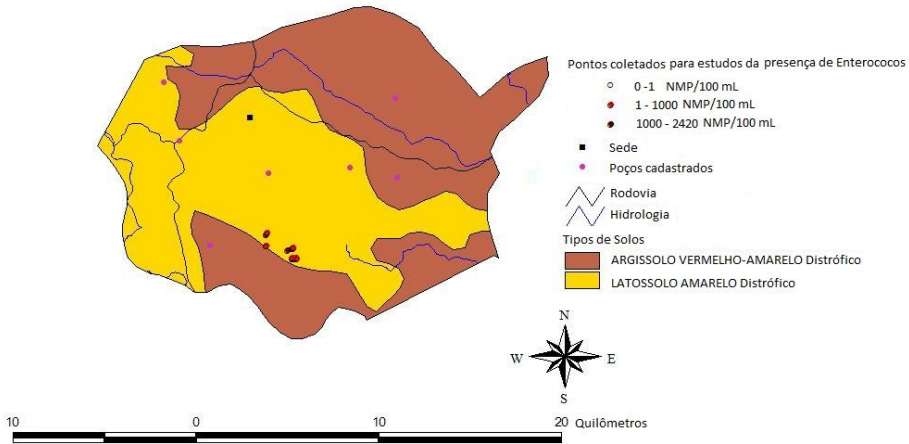 Pontos coletados para estudos da presença de Enterococos
0 -1 NMP/100 mL
1 - 1000 NMP/100 mL
1000 - 2420 NMP/100 mL
Sede
Poços cadastrados
Rodovia
Hidrologia
Tipos de Solos
ARGISSOLO VERMELHO-AMARELO Distrófico
LATOSSOLO AMARELO Distrófico
N
W E
S
10 0 10 20 Quilômetros